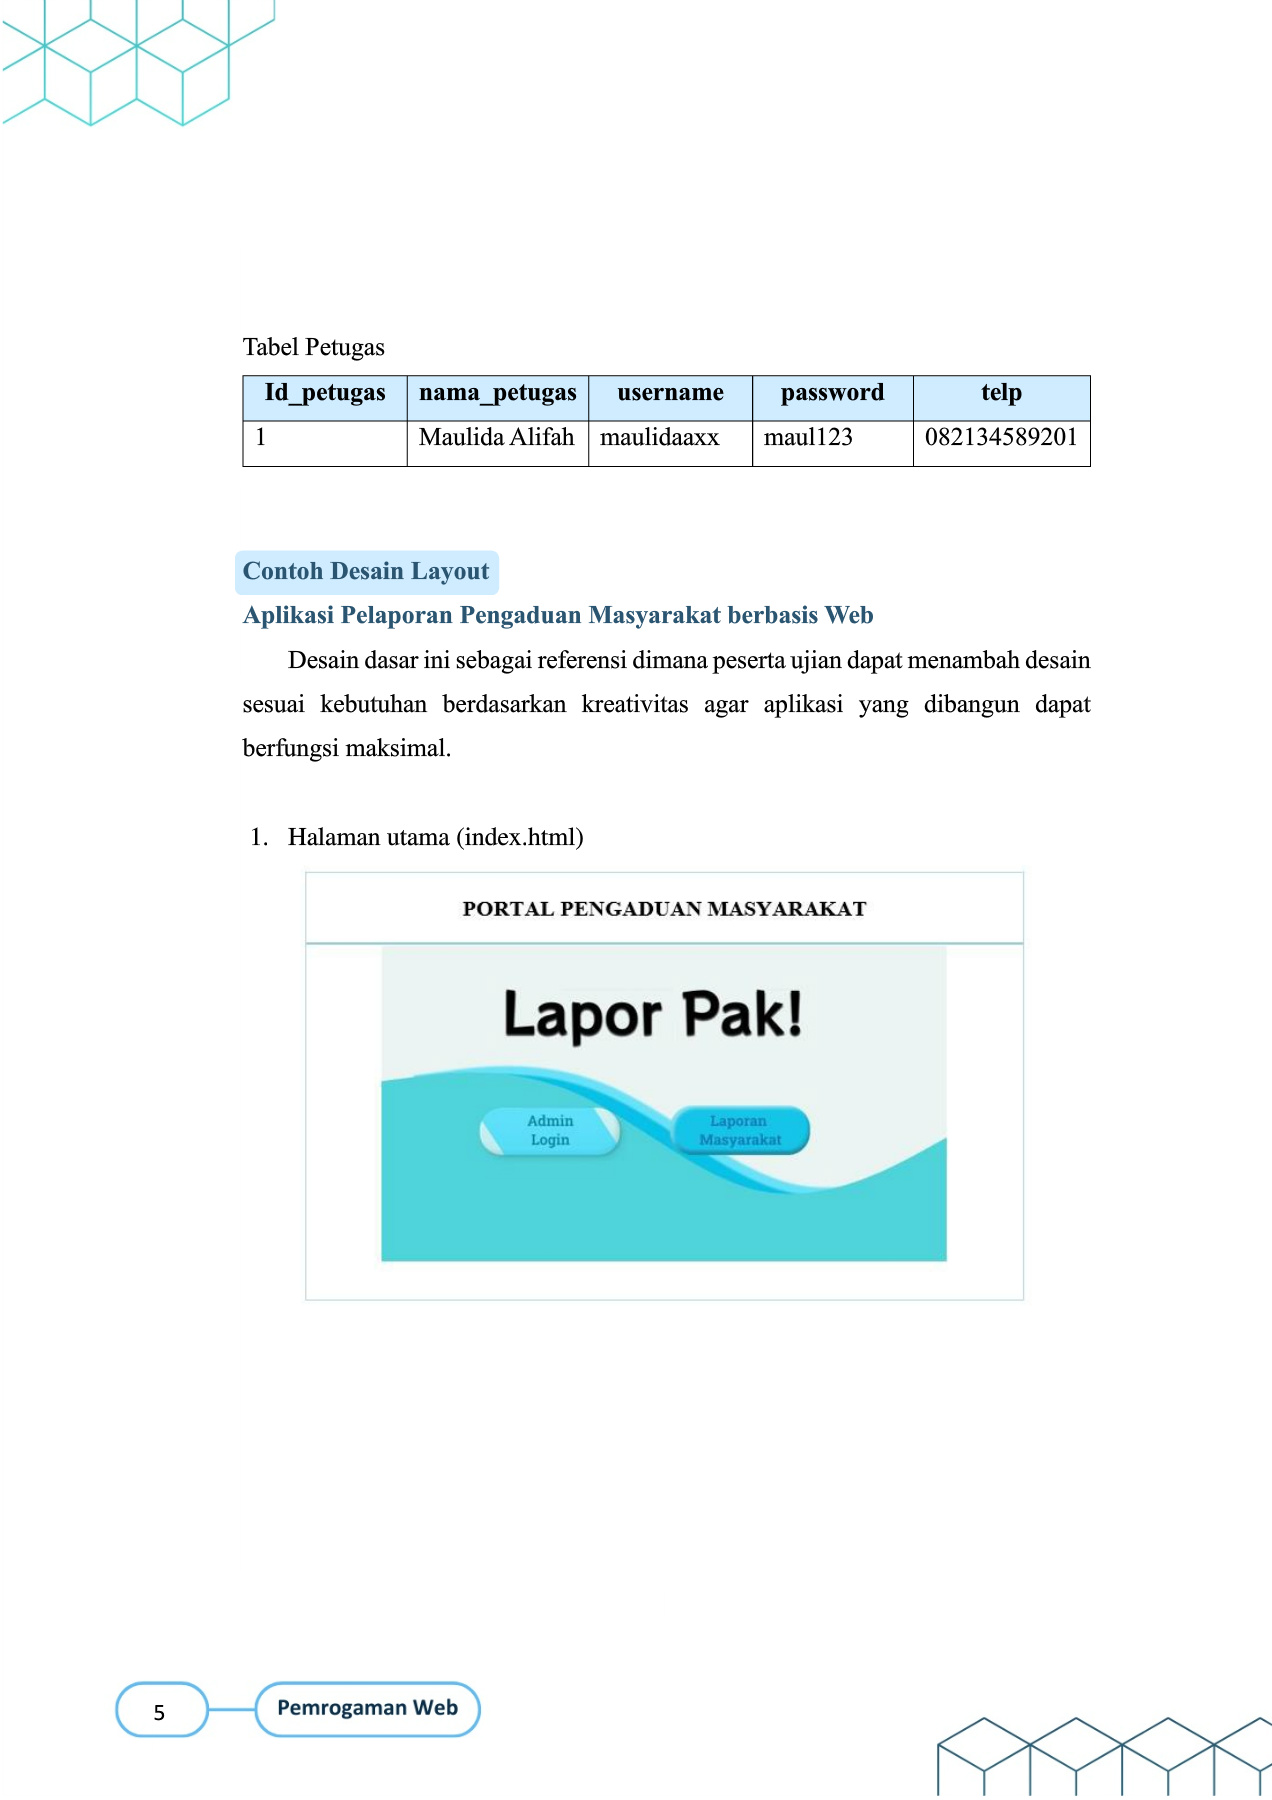 Tabel Petugas
Id_petugas nama_petugas username password telp
1 Maulida Alifah maulidaaxx maul123 082134589201
Contoh Desain Layout
Aplikasi Pelaporan Pengaduan Masyarakat berbasis Web
Desain dasar ini sebagai referensi dimana peserta ujian dapat menambah desain
sesuai kebutuhan berdasarkan kreativitas agar aplikasi yang dibangun dapat
berfungsi maksimal.
1. Halaman utama (index.html)
PORTAL PENGADUAN MASYARAKAT
Lapor Pak!
Admin
Login
Laporan
Masyarakat
5
Pemrogaman Web